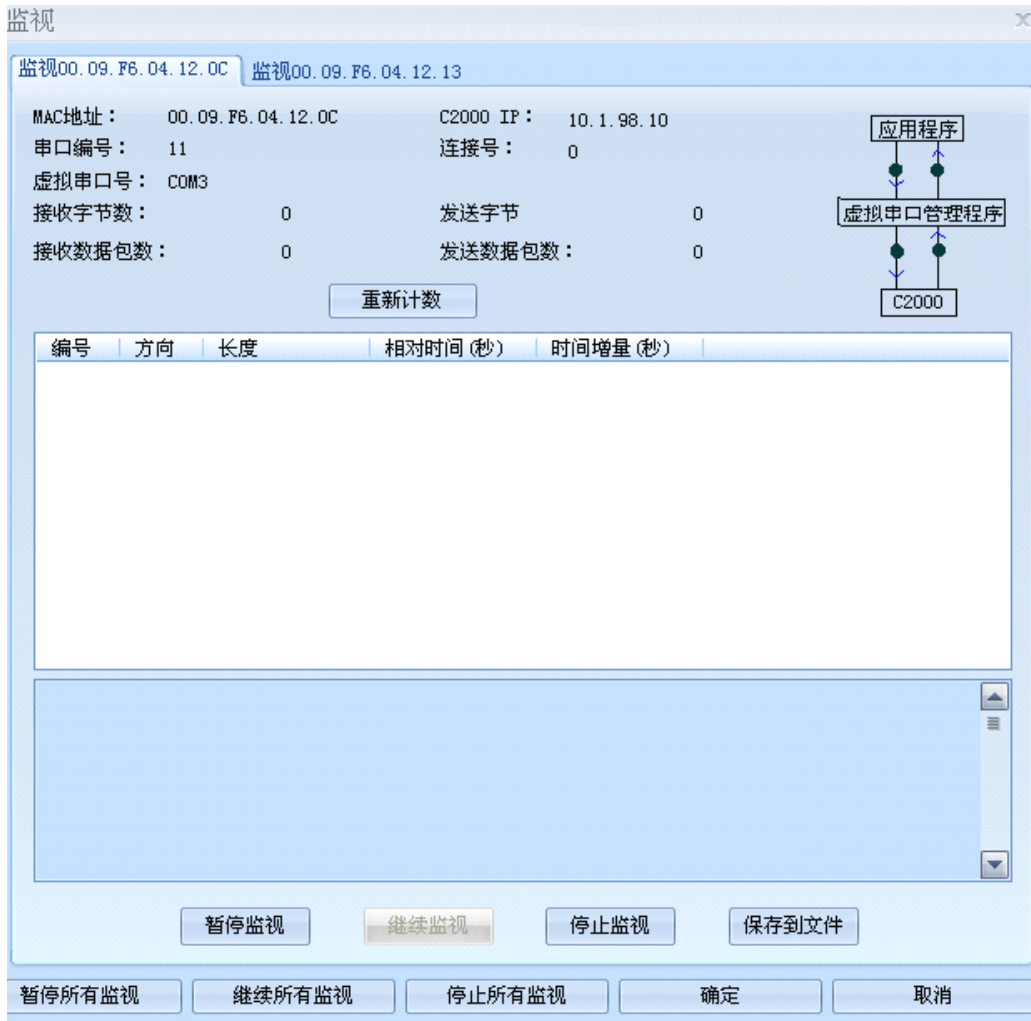 监视
监视00.09.F6.04.12.0C 监视00.09.F6.04.12.13
MAC地址： 00.09.F6.04.12.0C C2000 IP： 10.1.98.10
串口编号： 11 连接号： 0
虚拟串口号： COM3
接收字节数： 0 发送字节 0
接收数据包数： 0 发送数据包数： 0
应用程序
虚拟串口管理程序
C2000
重新计数
编号 方向 长度 相对时间(秒) 时间增量(秒)
暂停监视 继续监视 停止监视 保存到文件
暂停所有监视 继续所有监视 停止所有监视 确定 取消